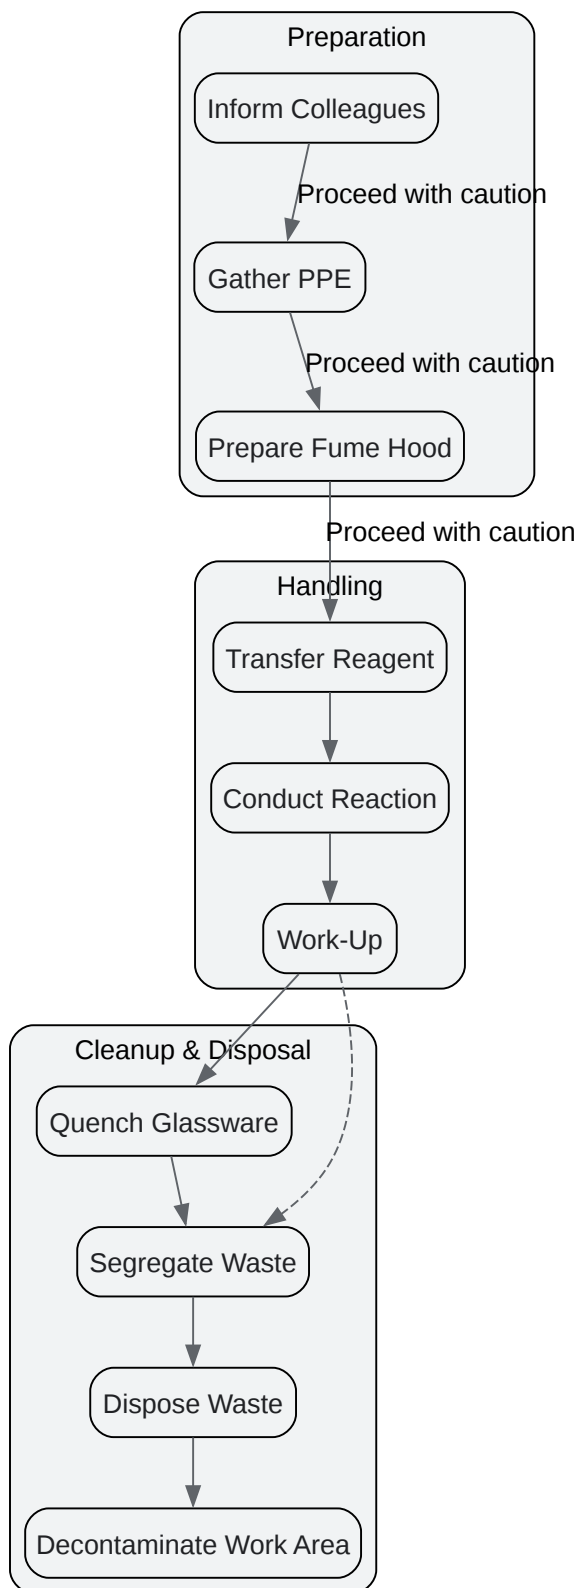 Preparation
Inform Colleagues
Proceed with caution
Gather PPE
Proceed with caution
Prepare Fume Hood
Proceed with caution
Handling
Transfer Reagent
Conduct Reaction
Work-Up
Cleanup & Disposal
Quench Glassware
Segregate Waste
Dispose Waste
Decontaminate Work Area